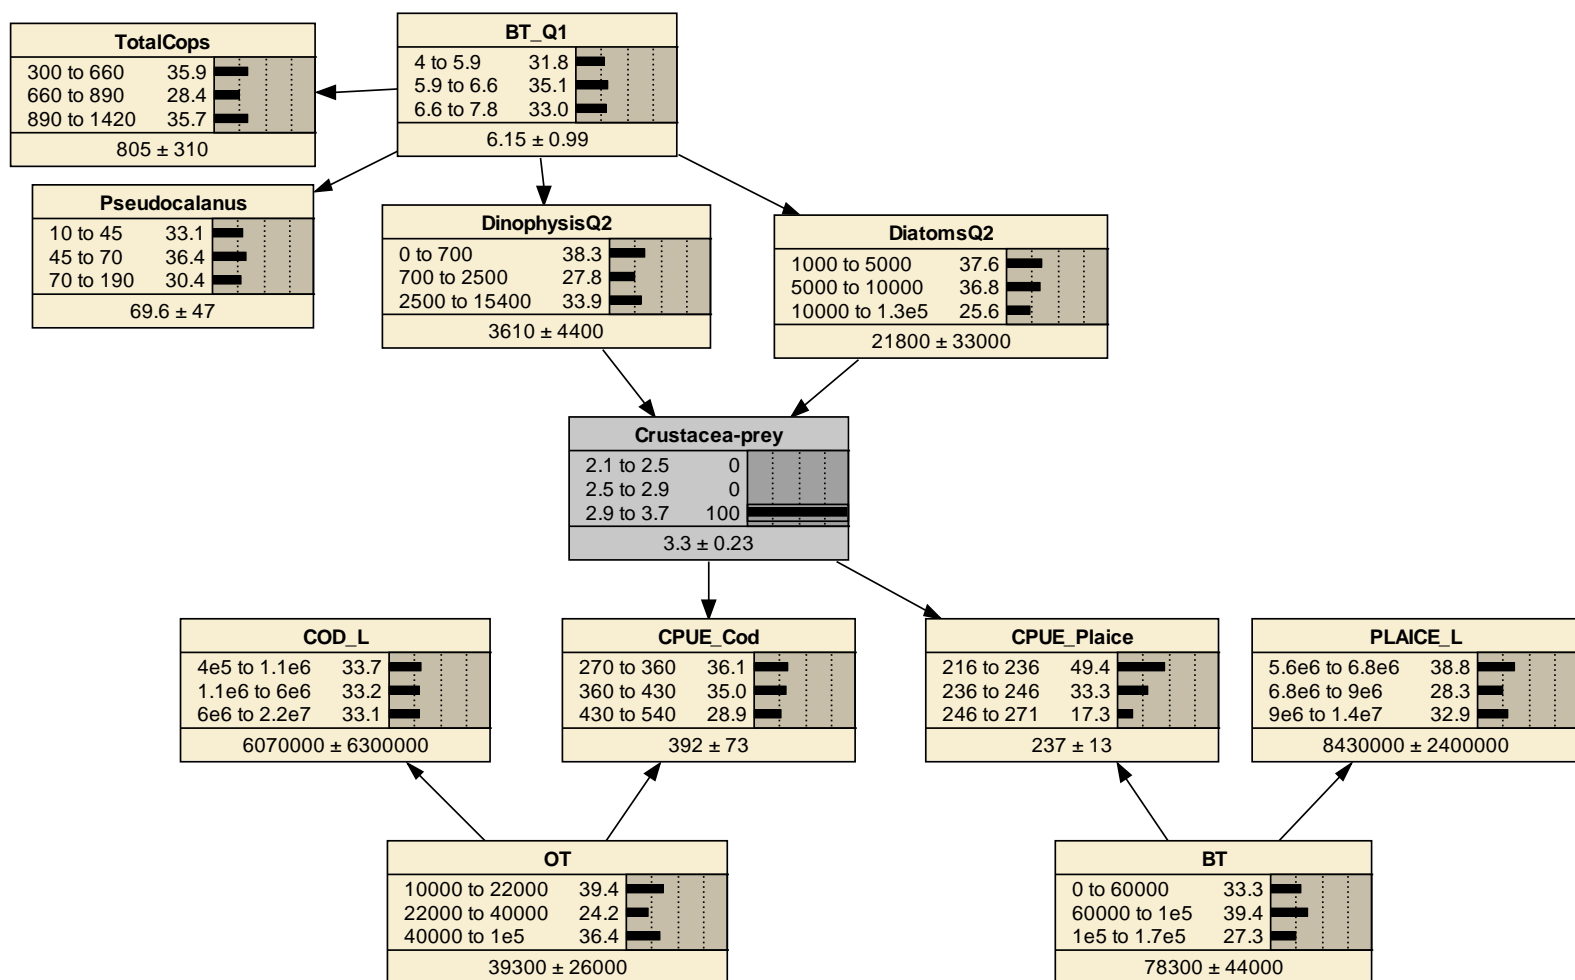 TotalCops
300 to 660 35.9
660 to 890 28.4
890 to 1420 35.7
805 ± 310
BT_Q1
4 to 5.9 31.8
5.9 to 6.6 35.1
6.6 to 7.8 33.0
6.15 ± 0.99
Pseudocalanus
10 to 45 33.1
45 to 70 36.4
70 to 190 30.4
69.6 ± 47
DinophysisQ2
0 to 700 38.3
700 to 2500 27.8
2500 to 15400 33.9
3610 ± 4400
DiatomsQ2
1000 to 5000 37.6
5000 to 10000 36.8
10000 to 1.3e5 25.6
21800 ± 33000
Crustacea-prey
2.1 to 2.5 0
2.5 to 2.9 0
2.9 to 3.7 100
3.3 ± 0.23
COD_L
4e5 to 1.1e6 33.7
1.1e6 to 6e6 33.2
6e6 to 2.2e7 33.1
6070000 ± 6300000
CPUE_Cod
270 to 360 36.1
360 to 430 35.0
430 to 540 28.9
392 ± 73
CPUE_Plaice
216 to 236 49.4
236 to 246 33.3
246 to 271 17.3
237 ± 13
PLAICE_L
5.6e6 to 6.8e6 38.8
6.8e6 to 9e6 28.3
9e6 to 1.4e7 32.9
8430000 ± 2400000
OT
10000 to 22000 39.4
22000 to 40000 24.2
40000 to 1e5 36.4
39300 ± 26000
BT
0 to 60000 33.3
60000 to 1e5 39.4
1e5 to 1.7e5 27.3
78300 ± 44000